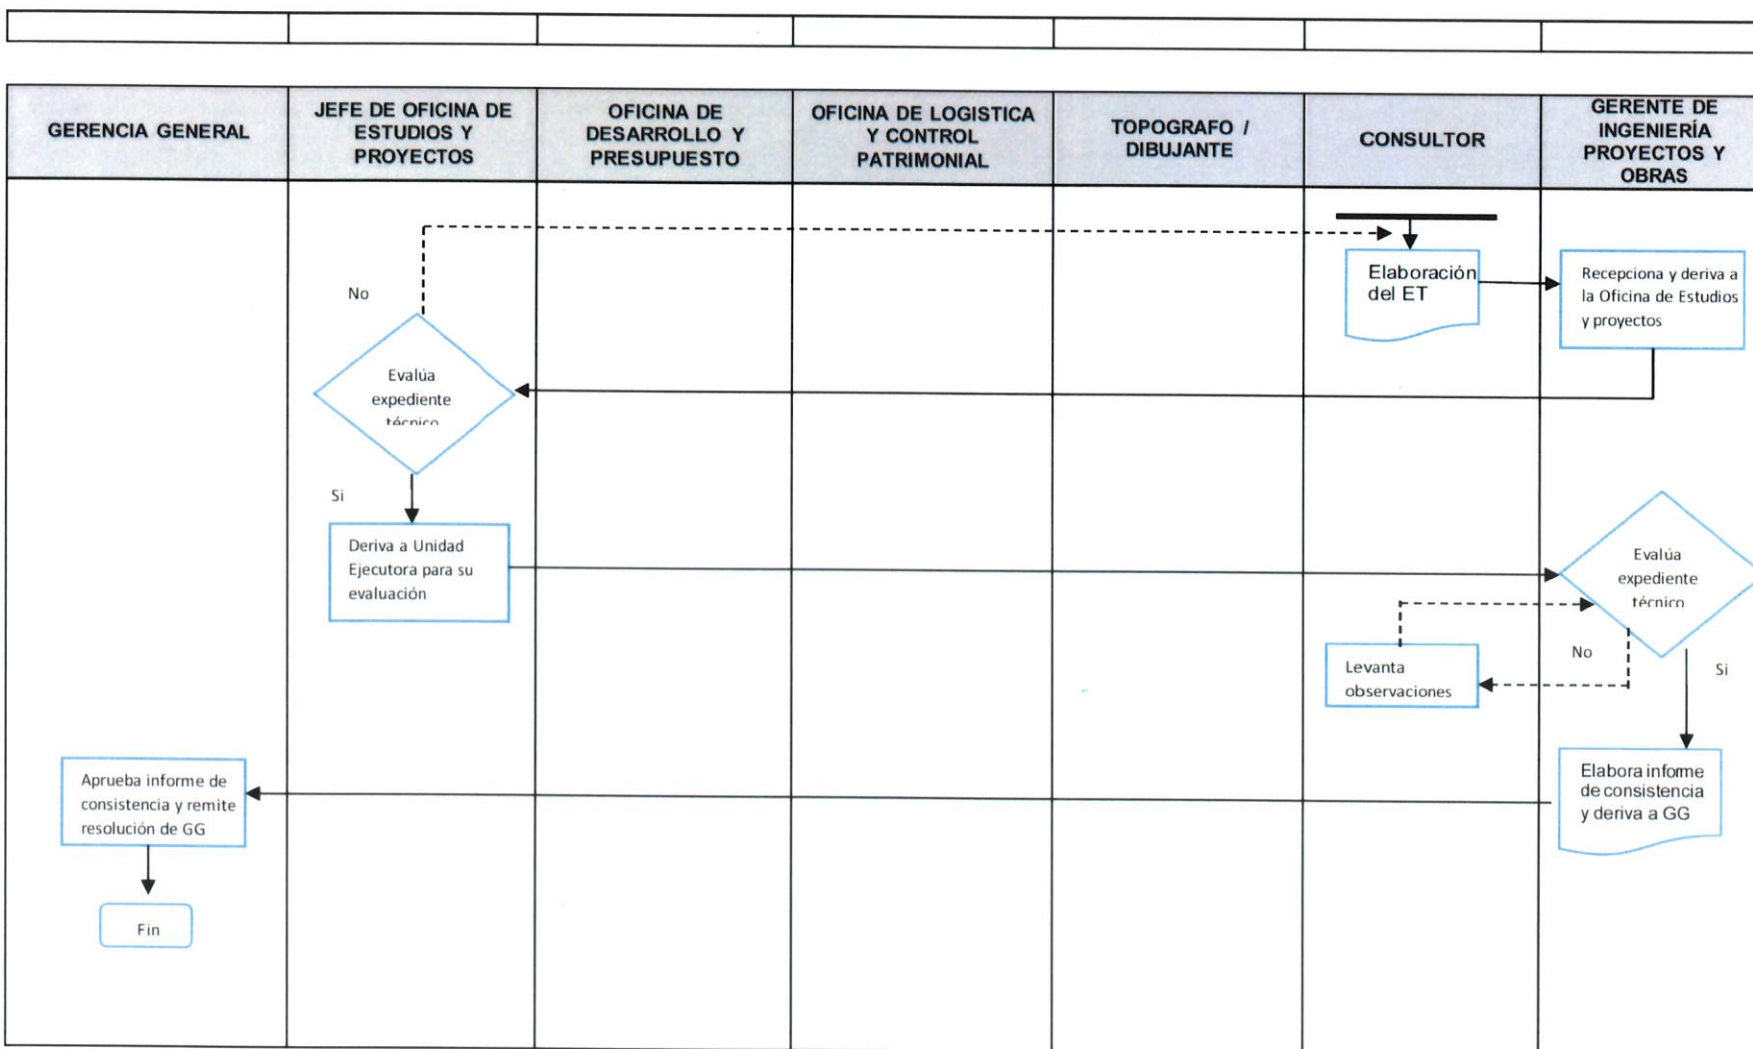 GERENCIA GENERAL
JEFE DE OFICINA DE
ESTUDIOS Y
PROYECTOS
OFICINA DE
DESARROLLO Y
PRESUPUESTO
OFICINA DE LOGISTICA
Y CONTROL
PATRIMONIAL
TOPOGRAFO /
DIBUJANTE
CONSULTOR
GERENTE DE
INGENIERÍA
PROYECTOS Y
OBRAS
Elaboración
del ET
Recepciona y deriva a
la Oficina de Estudios
y proyectos
No
Evalúa
expediente
técnico
Si
Deriva a Unidad
Ejecutora para su
evaluación
Evalúa
expediente
técnico
No
Si
Levanta
observaciones
Elabora informe
de consistencia
y deriva a GG
Aprueba informe de
consistencia y remite
resolución de GG
Fin